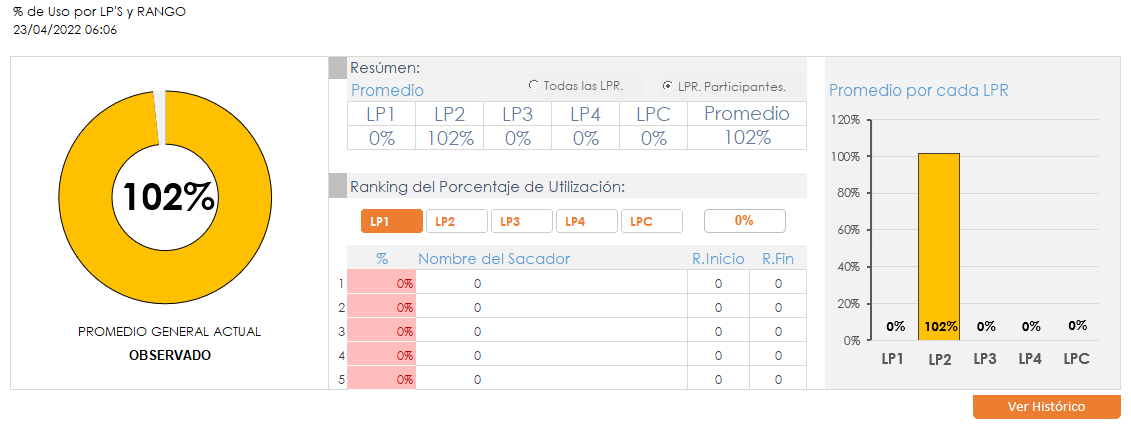 % de Uso por LP'S y RANGO
23/04/2022 06:06
102%
PROMEDIO GENERAL ACTUAL
OBSERVADO
Resúmen:
Promedio
Todas las LPR.
LPR. Participantes.
LP1 LP2 LP3 LP4 LPC Promedio
0% 102% 0% 0% 0% 102%
Ranking del Porcentaje de Utilización:
LP1 LP2 LP3 LP4 LPC 0%
% Nombre del Sacador R.Inicio R.Fin
1 0% 0 0 0
2 0% 0 0 0
3 0% 0 0 0
4 0% 0 0 0
5 0% 0 0 0
Promedio por cada LPR
120%
100%
80%
60%
40%
20%
0%
0% 102% 0% 0% 0%
LP1 LP2 LP3 LP4 LPC
Ver Histórico